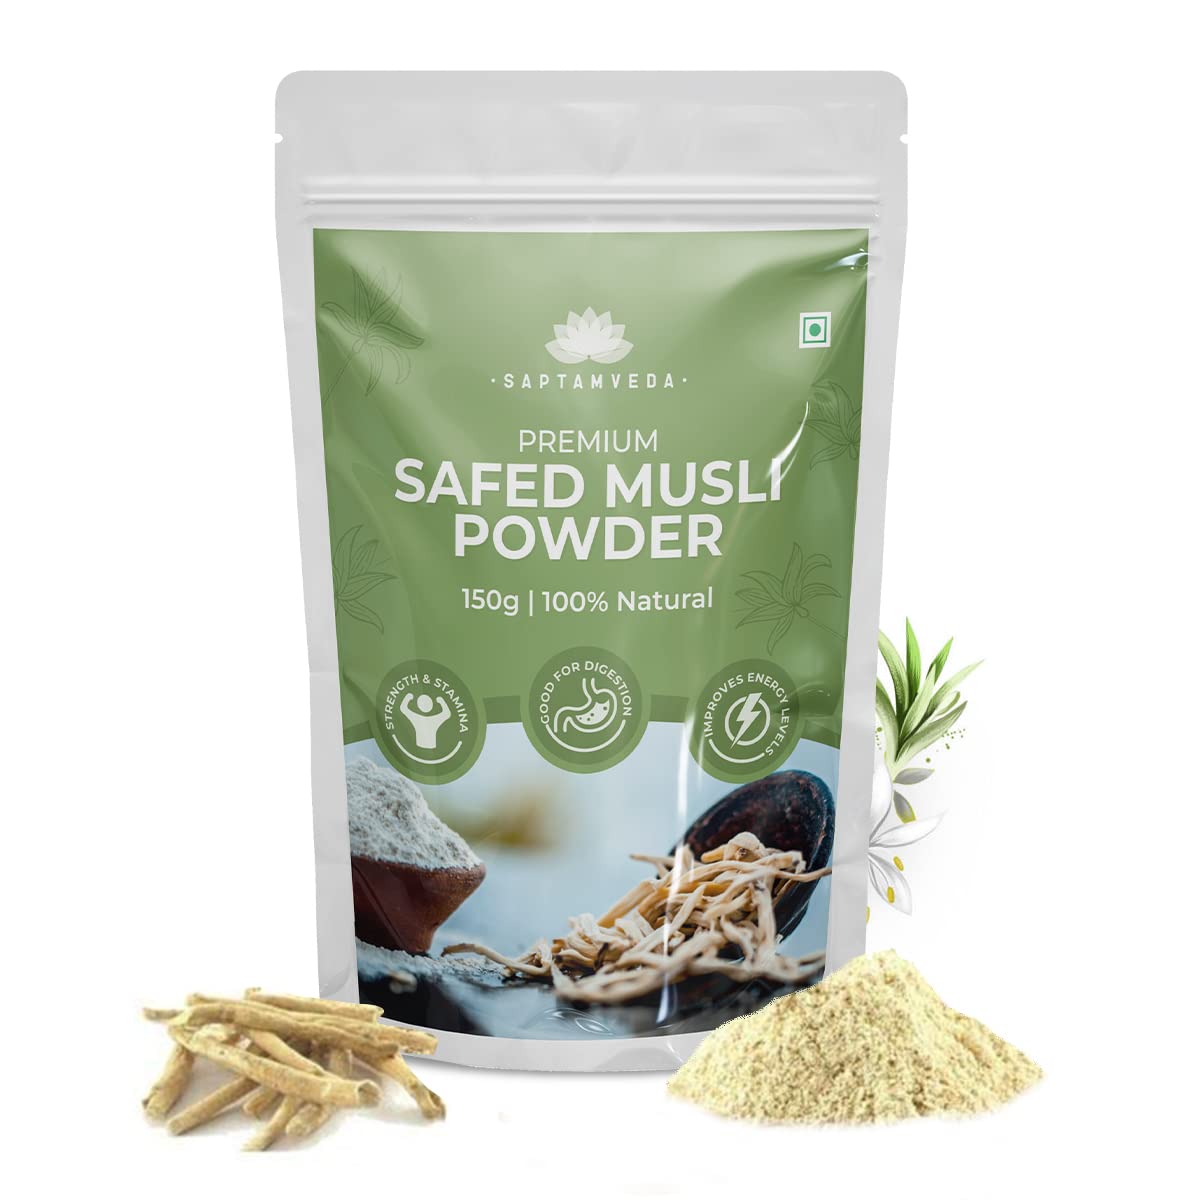 · SAPTAMVEDA ·
PREMIUM
SAFED MUSLI
POWDER
150g | 100% Natural
STRENGTH & STAMINA
GOOD FOR DIGESTION
IMPROVES ENERGY LEVELS